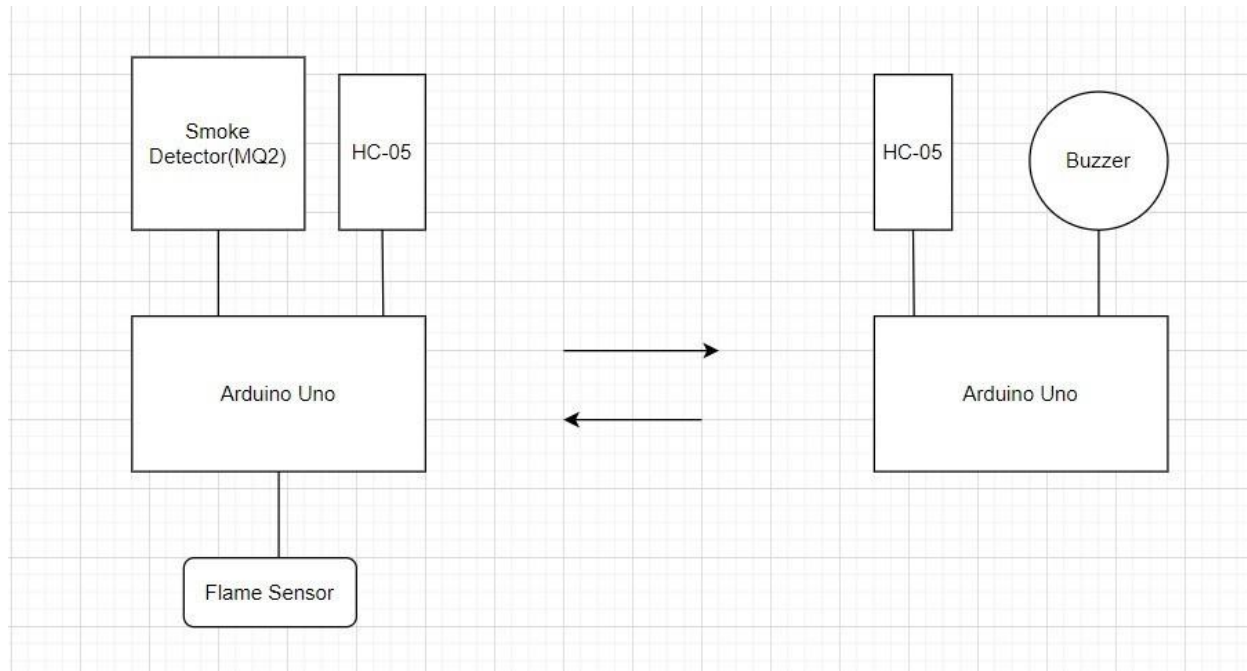 Smoke
Detector(MQ2)
HC-05
HC-05
Buzzer
Arduino Uno
Arduino Uno
Flame Sensor